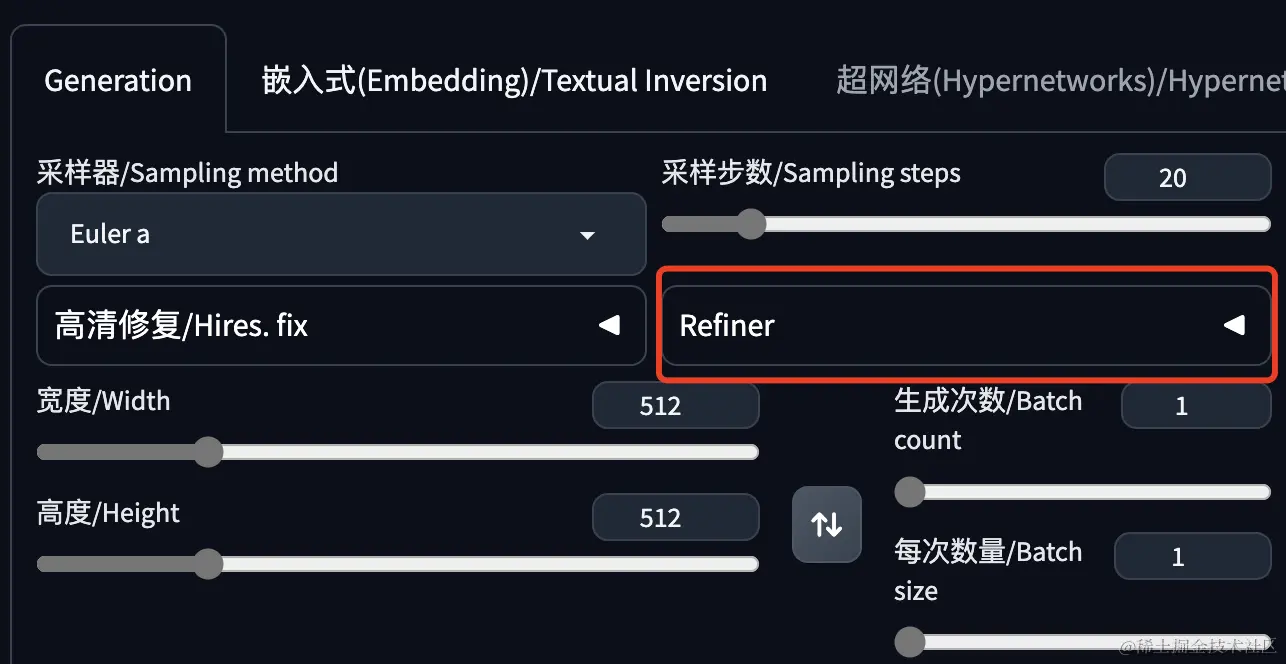 Generation
嵌入式(Embedding)/Textual Inversion
超网络(Hypernetworks)/Hypernet
采样器/Sampling method
采样步数/Sampling steps
20
Euler a
高清修复/Hires. fix
Refiner
宽度/Width
512
生成次数/Batch
count
1
高度/Height
512
每次数量/Batch
size
1
@稀土掘金技术社区